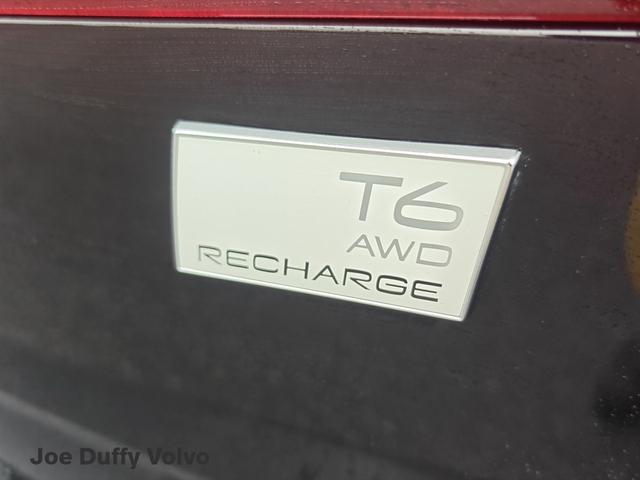 T6
AWD
RECHARGE
Joe Duffy Volvo